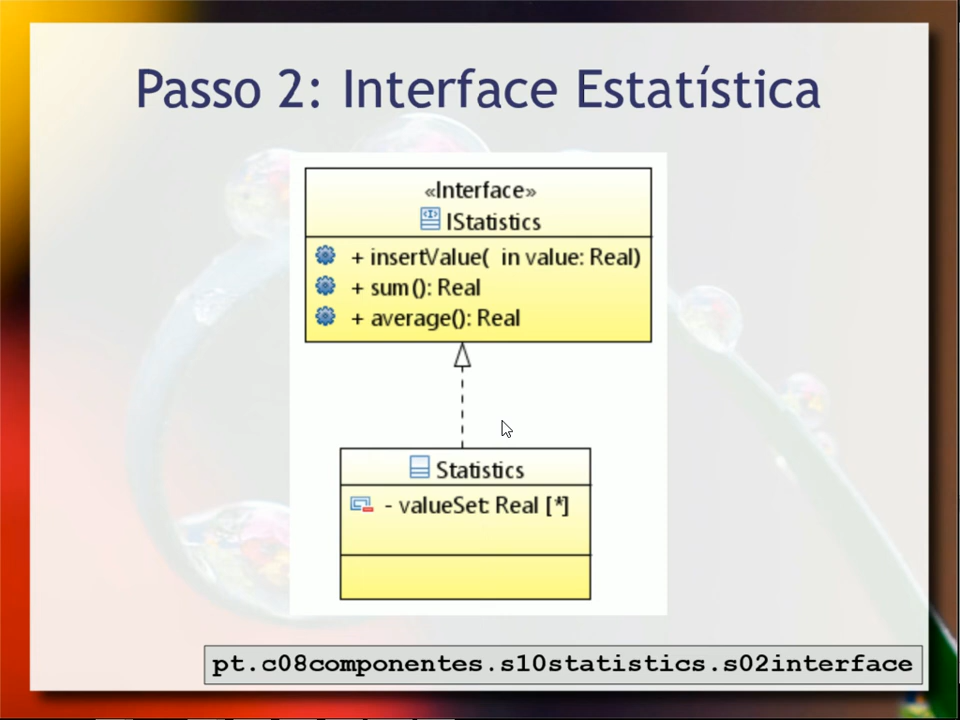 Passo 2: Interface Estatística
«Interface»
IStatistics
+ insertValue( in value: Real)
+ sum(): Real
+ average(): Real
Statistics
- valueSet: Real [*]
pt.c08componentes.s10statistics.s02interface